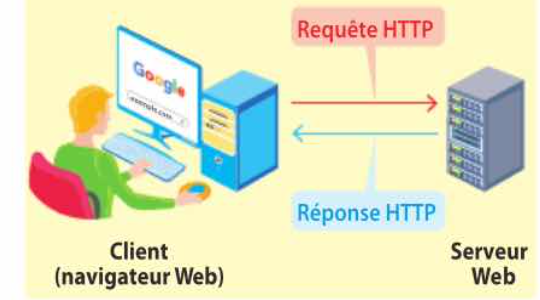 Requête HTTP
Google
example.com
Réponse HTTP
Client
(navigateur Web)
Serveur
Web